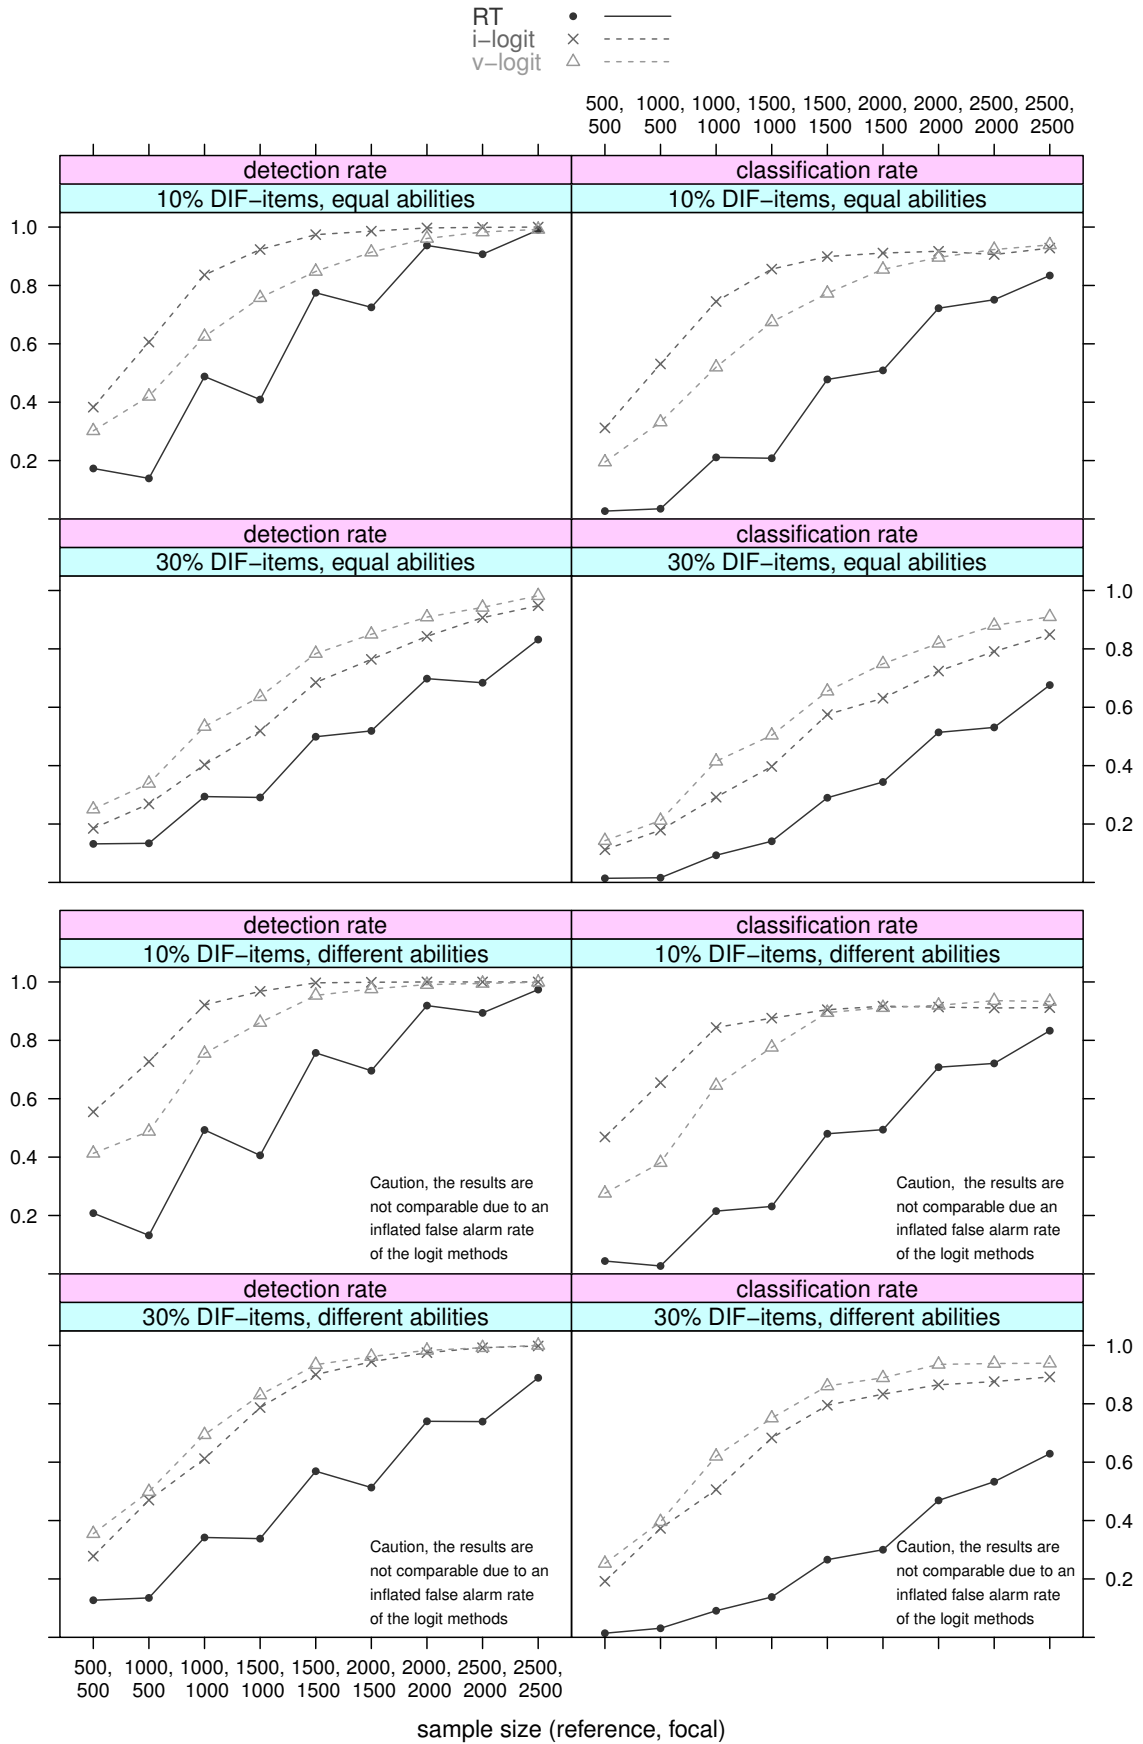 RT
i−logit
v−logit
500, 1000, 1000, 1500, 1500, 2000, 2000, 2500, 2500,
500 500 1000 1000 1500 1500 2000 2000 2500
detection rate classification rate
10% DIF−items, equal abilities 10% DIF−items, equal abilities
1.0
0.8
0.6
0.4
0.2
detection rate classification rate
30% DIF−items, equal abilities 30% DIF−items, equal abilities
1.0
0.8
0.6
0.4
0.2
detection rate classification rate
10% DIF−items, different abilities 10% DIF−items, different abilities
1.0
0.8
0.6
0.4
0.2
Caution, the results are
not comparable due to an
inflated false alarm rate
of the logit methods
Caution, the results are
not comparable due an
inflated false alarm rate
of the logit methods
detection rate classification rate
30% DIF−items, different abilities 30% DIF−items, different abilities
1.0
0.8
0.6
0.4
0.2
Caution, the results are
not comparable due to an
inflated false alarm rate
of the logit methods
Caution, the results are
not comparable due to an
inflated false alarm rate
of the logit methods
500, 1000, 1000, 1500, 1500, 2000, 2000, 2500, 2500,
500 500 1000 1000 1500 1500 2000 2000 2500
sample size (reference, focal)